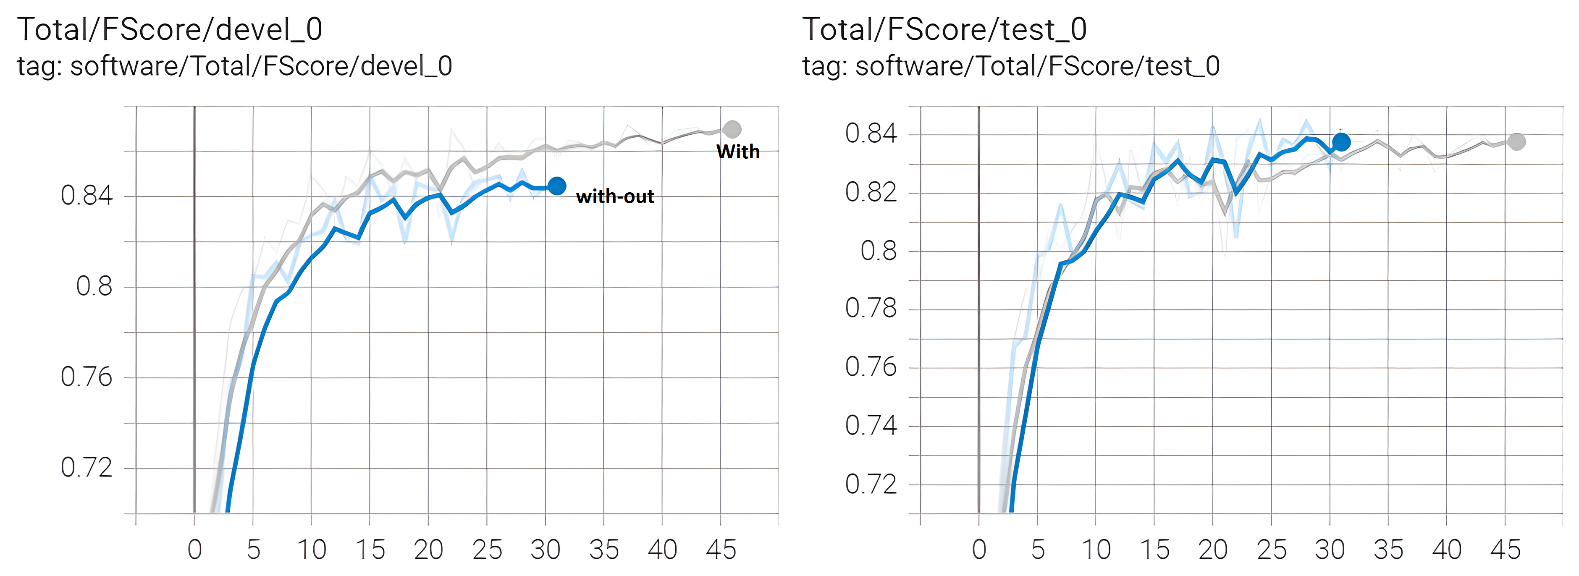 Total/FScore/devel_0
tag: software/Total/FScore/devel_0
0.84
0.8
0.76
0.72
0 5 10 15 20 25 30 35 40 45
With
with-out
Total/FScore/test_0
tag: software/Total/FScore/test_0
0.84
0.82
0.8
0.78
0.76
0.74
0.72
0 5 10 15 20 25 30 35 40 45